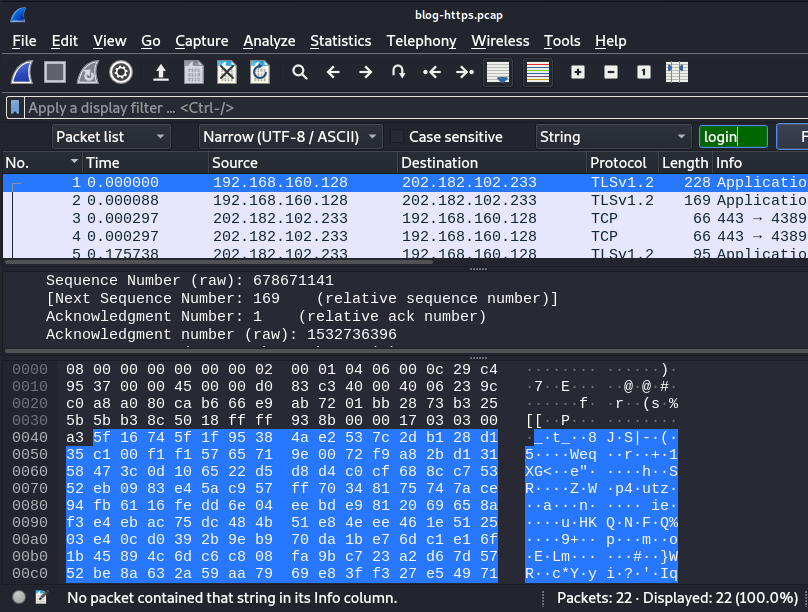 blog-https.pcap
File Edit View Go Capture Analyze Statistics Telephony Wireless Tools Help
Apply a display filter … <Ctrl-/>
Packet list Narrow (UTF-8 / ASCII) Case sensitive String login F
No. Time Source Destination Protocol Length Info
1 0.000000 192.168.160.128 202.182.102.233 TLSv1.2 228 Applicatio
2 0.000088 192.168.160.128 202.182.102.233 TLSv1.2 169 Applicatio
3 0.000297 202.182.102.233 192.168.160.128 TCP 66 443 → 4389
4 0.000297 202.182.102.233 192.168.160.128 TCP 66 443 → 4389
5 0.175738 202.182.102.233 192.168.160.128 TLSv1.2 95 Applicatio
Sequence Number (raw): 678671141
[Next Sequence Number: 169 (relative sequence number)]
Acknowledgment Number: 1 (relative ack number)
Acknowledgment number (raw): 1532736396
0000 08 00 00 00 00 00 00 02 00 01 04 06 00 0c 29 c4 ········ ······)·
0010 95 37 00 00 45 00 00 d0 83 c3 40 00 40 06 23 9c ·7··E··· ··@·@·#·
0020 c0 a8 a0 80 ca b6 66 e9 ab 72 01 bb 28 73 b3 25 ······f· ·r··(s·%
0030 5b 5b b3 8c 50 18 ff ff 93 8b 00 00 17 03 03 00 [[··P··· ········
0040 a3 5f 16 74 5f 1f 95 38 4a e2 53 7c 2d b1 28 d1 ·_·t_··8 J·S|-·(·
0050 35 c1 00 f1 f1 57 65 71 9e 00 72 f9 a8 2b d1 31 5····Weq ··r··+·1
0060 58 47 3c 0d 10 65 22 d5 d8 d4 c0 cf 68 8c c7 53 XG<··e"· ····h··S
0070 52 eb 09 83 e4 5a c9 57 ff 70 34 81 75 74 7a ce R····Z·W ·p4·utz·
0080 94 fb 61 16 fe dd 6e 04 ee bd e9 81 20 69 65 8a ··a···n· ···· ie·
0090 f3 e4 eb ac 75 dc 48 4b 51 e8 4e ee 46 1e 51 25 ····u·HK Q·N·F·Q%
00a0 03 e4 0c d0 39 2b 9e b9 70 da 1b e7 6d c1 e1 6f ····9+·· p···m··o
00b0 1b 45 89 4c 6d c6 c8 08 fa 9b c7 23 a2 d6 7d 57 ·E·Lm··· ···#··}W
00c0 52 be 8a 63 2a 59 aa 79 69 e8 3f f3 27 e5 49 71 R··c*Y·y i·?·'·Iq
No packet contained that string in its Info column. Packets: 22 · Displayed: 22 (100.0%)